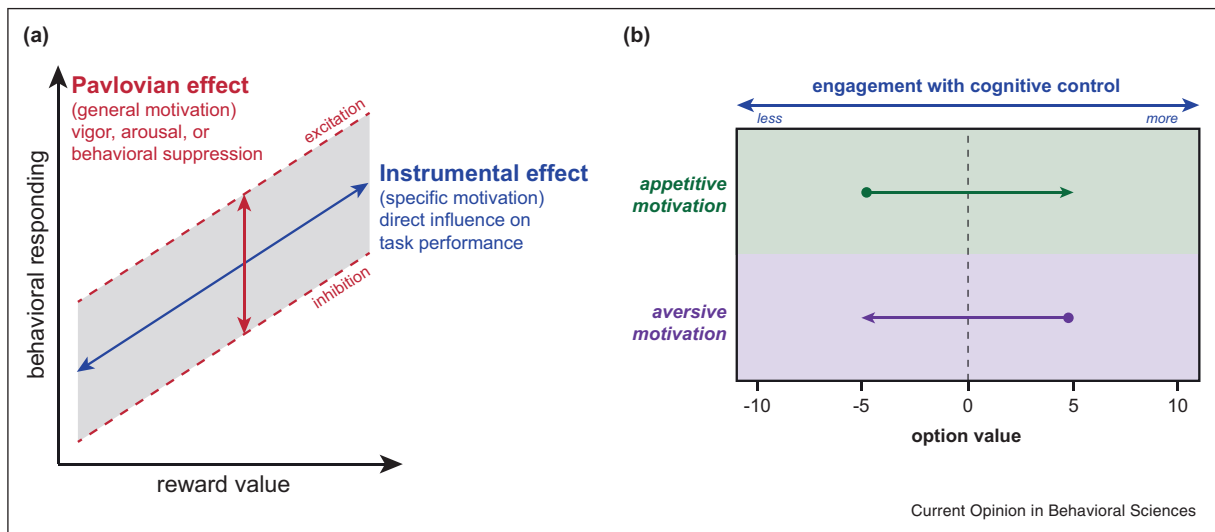 (a)
Pavlovian effect
(general motivation)
vigor, arousal, or
behavioral suppression
excitation
Instrumental effect
(specific motivation)
direct influence on
task performance
inhibition
behavioral responding
reward value
(b)
engagement with cognitive control
less
more
appetitive
motivation
aversive
motivation
-10
-5
0
5
10
option value
Current Opinion in Behavioral Sciences